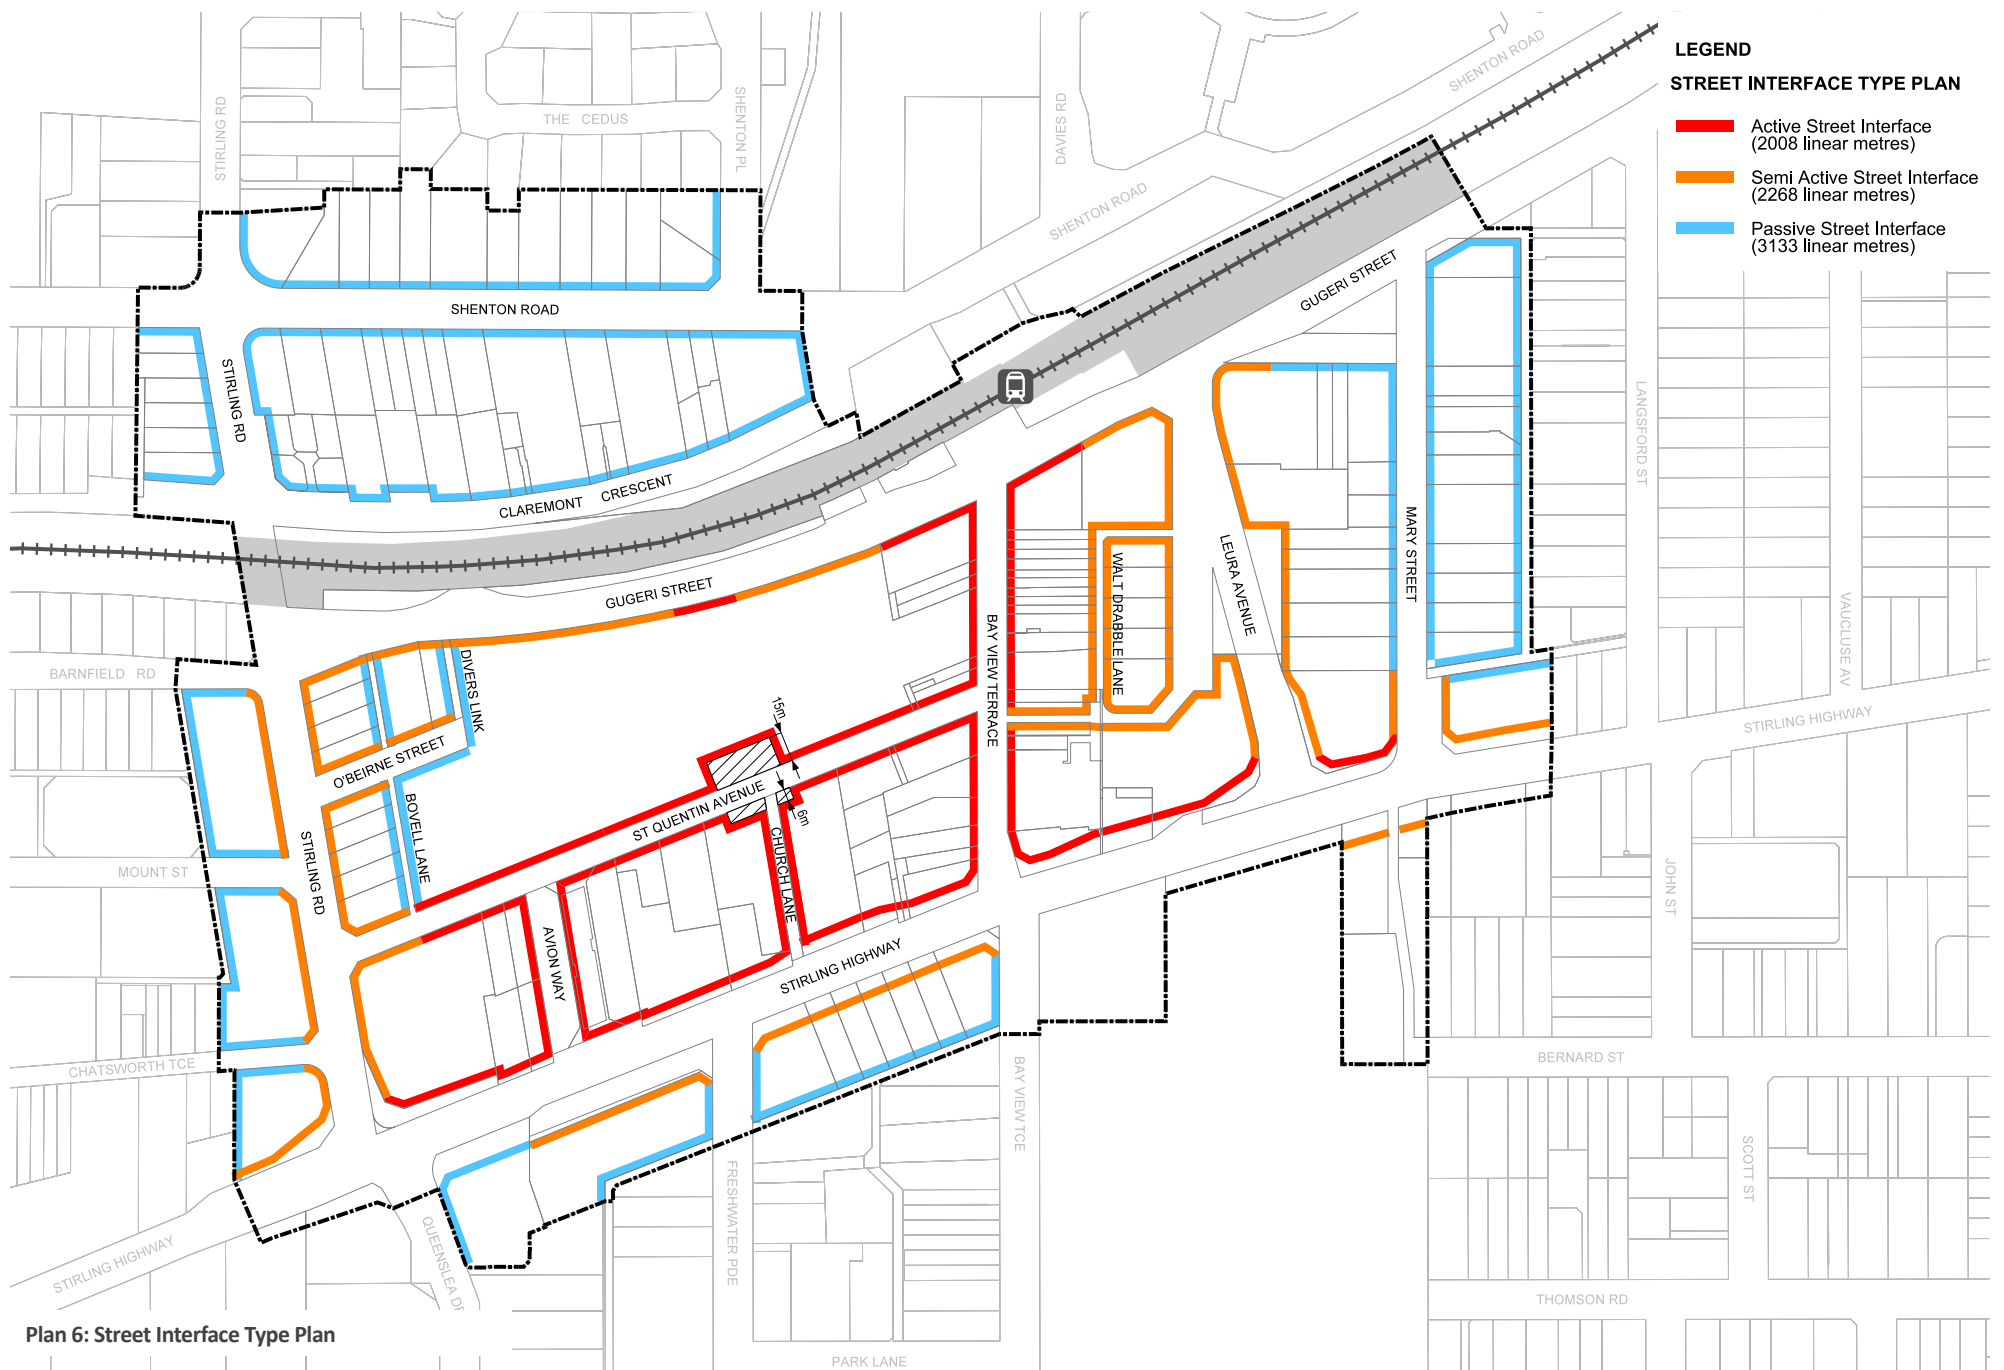 LEGEND
STREET INTERFACE TYPE PLAN
Active Street Interface
(2008 linear metres)
Semi Active Street Interface
(2268 linear metres)
Passive Street Interface
(3133 linear metres)
SHENTON ROAD
STIRLING RD
THE CEDUS
SHENTON PL
DAVIES RD
SHENTON ROAD
GUGERI STREET
SHENTON ROAD
STIRLING RD
CLAREMONT CRESCENT
LANGSFORD ST
MARY STREET
WALT DRABBLE LANE
LEURA AVENUE
GUGERI STREET
BAY VIEW TERRACE
VAUCLUSE AV
BARNFIELD RD
DIVERS LINK
STIRLING HIGHWAY
15m
O'BEIRNE STREET
ST QUENTIN AVENUE
6m
BOVELL LANE
CHURCH LANE
MOUNT ST
STIRLING RD
JOHN ST
AVION WAY
STIRLING HIGHWAY
CHATSWORTH TCE
BERNARD ST
BAY VIEW TCE
SCOTT ST
FRESHWATER PDE
QUEENSLEA DR
STIRLING HIGHWAY
THOMSON RD
Plan 6: Street Interface Type Plan
PARK LANE